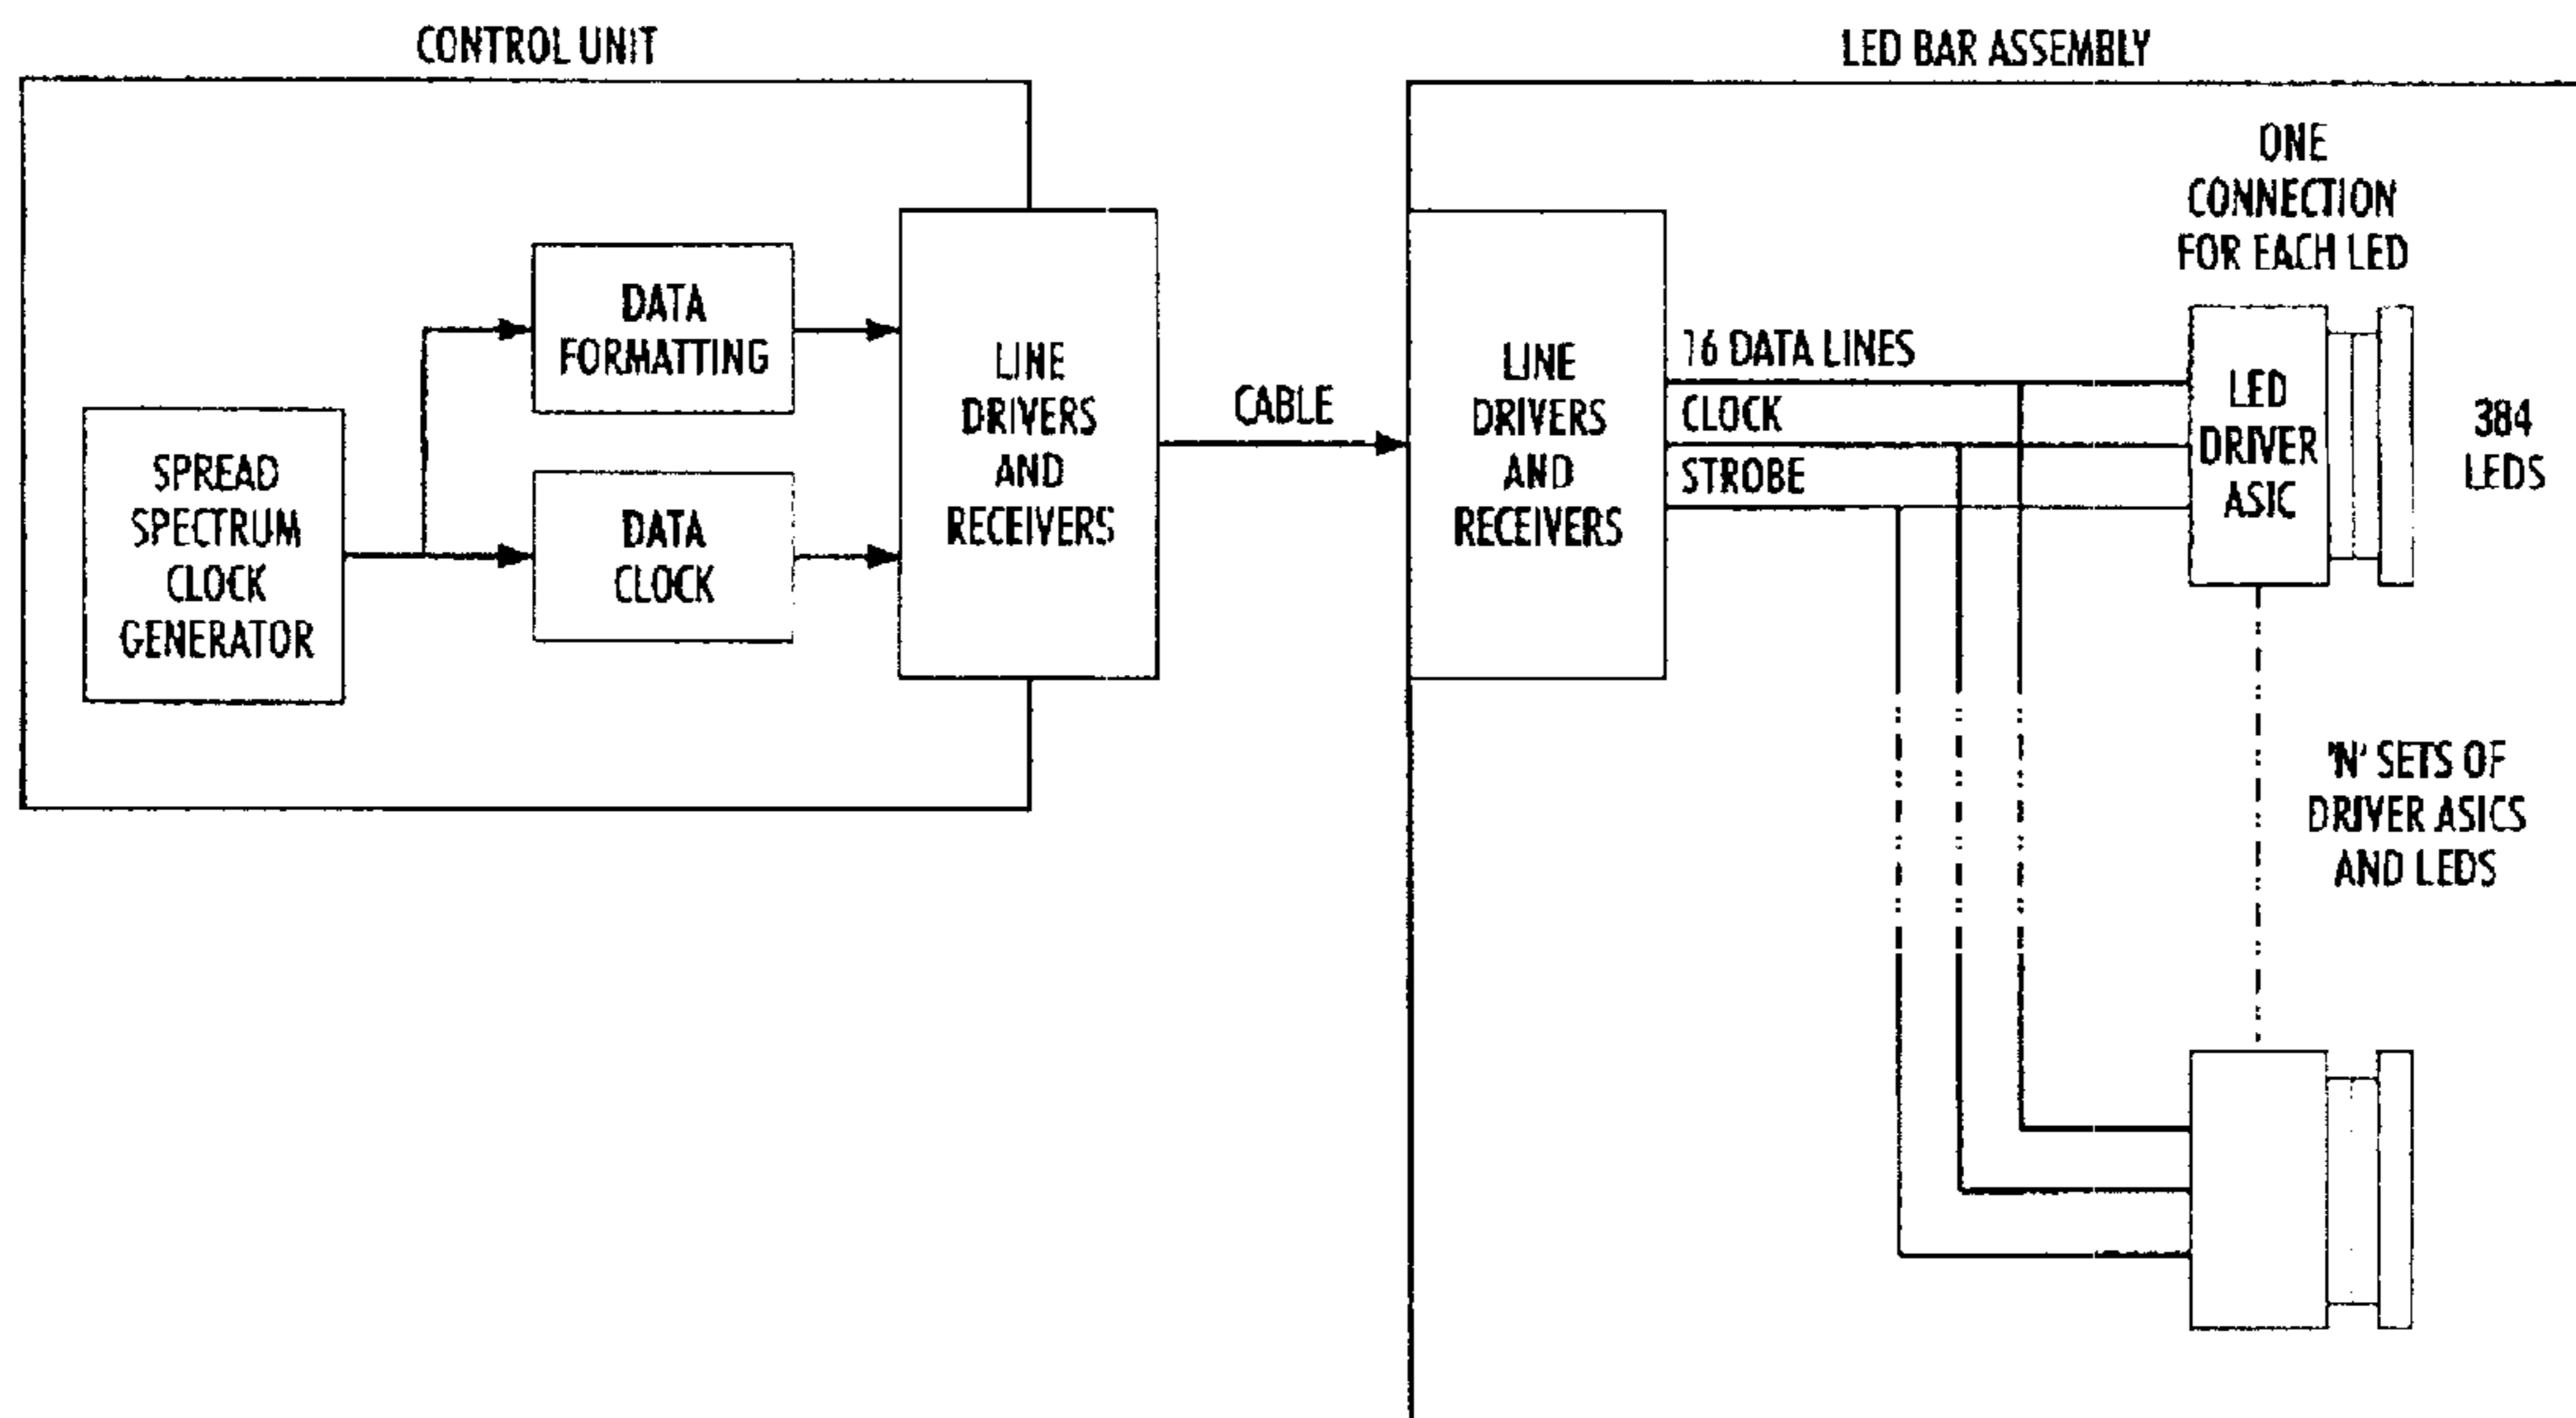 CONTROL UNIT
LED BAR ASSEMBLY
ONE
CONNECTION
FOR EACH LED
DATA
FORMATTING
LINE
DRIVERS
AND
RECEIVERS
SPREAD
SPECTRUM
CLOCK
GENERATOR
DATA
CLOCK
CABLE
LINE
DRIVERS
AND
RECEIVERS
16 DATA LINES
CLOCK
STROBE
LED
DRIVER
ASIC
384
LEDS
'N' SETS OF
DRIVER ASICS
AND LEDS